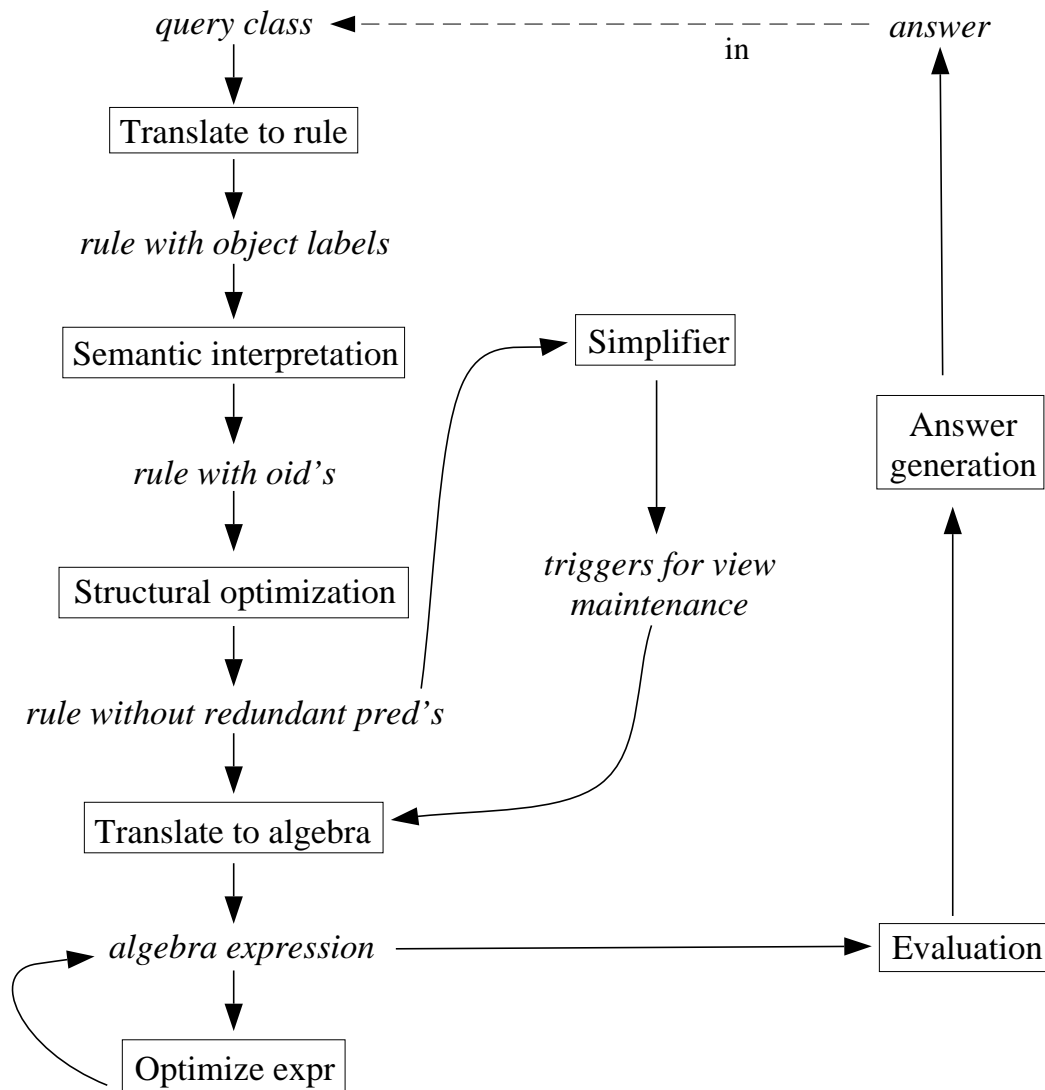 query class
in
answer
Translate to rule
rule with object labels
Semantic interpretation
Simplifier
Answer
generation
rule with oid's
triggers for view
maintenance
Structural optimization
rule without redundant pred's
Translate to algebra
algebra expression
Evaluation
Optimize expr